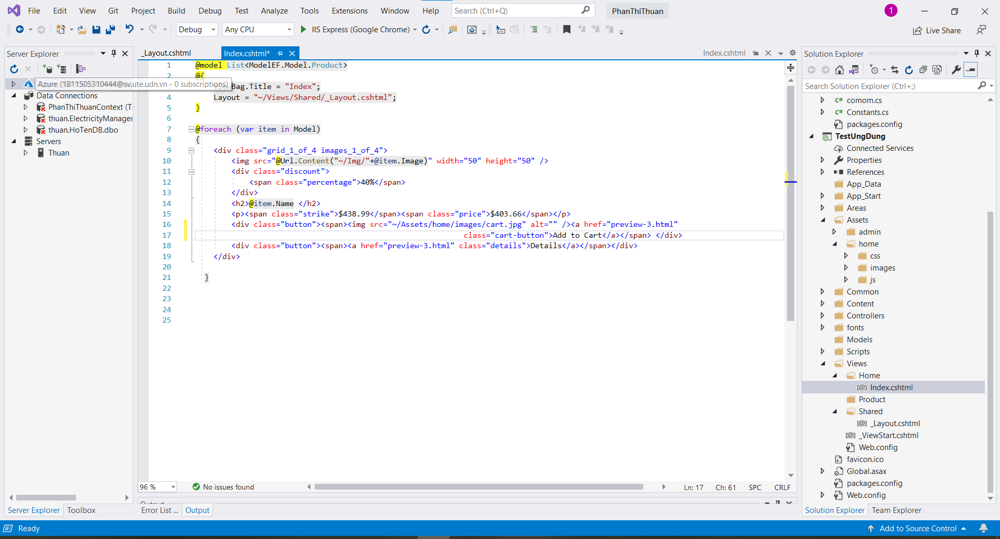 File Edit View Git Project Build Debug Test Analyze Tools Extensions Window Help Search (Ctrl+Q) PhanThiThuan 1
Debug Any CPU IIS Express (Google Chrome) Live Share
Server Explorer
Azure (1811505310444@sv.ute.udn.vn - 0 subscriptions)
Data Connections
PhanThiThuanContext (T
thuan.ElectricityManager
thuan.HoTenDB.dbo
Servers
Thuan
Server Explorer Toolbox
_Layout.cshtml Index.cshtml* Index.cshtml
1 @model List<ModelEF.Model.Product>
2 @{
Bag.Title = "Index";
4 Layout = "~/Views/Shared/_Layout.cshtml";
5 }
6
7 @foreach (var item in Model)
8 {
9 <div class="grid_1_of_4 images_1_of_4">
10 <img src="@Url.Content("~/Img/"+@item.Image)" width="50" height="50" />
11 <div class="discount">
12 <span class="percentage">40%</span>
13 </div>
14 <h2>@item.Name </h2>
15 <p><span class="strike">$438.99</span><span class="price">$403.66</span></p>
16 <div class="button"><span><img src="~/Assets/home/images/cart.jpg" alt="" /><a href="preview-3.html"
17 class="cart-button">Add to Cart</a></span> </div>
18 <div class="button"><span><a href="preview-3.html" class="details">Details</a></span></div>
19 </div>
20
21 }
22
23
24
25
96 % No issues found Ln: 17 Ch: 61 SPC CRLF
Output
Error List ... Output
Solution Explorer
Search Solution Explorer (Ctrl+;)
C# comom.cs
C# Constants.cs
packages.config
TestUngDung
Connected Services
Properties
References
App_Data
App_Start
Areas
Assets
admin
home
css
images
js
Common
Content
Controllers
fonts
Models
Scripts
Views
Home
[@] Index.cshtml
Product
Shared
[@] _Layout.cshtml
[@] _ViewStart.cshtml
Web.config
favicon.ico
Global.asax
packages.config
Web.config
Solution Explorer Team Explorer
Ready Add to Source Control